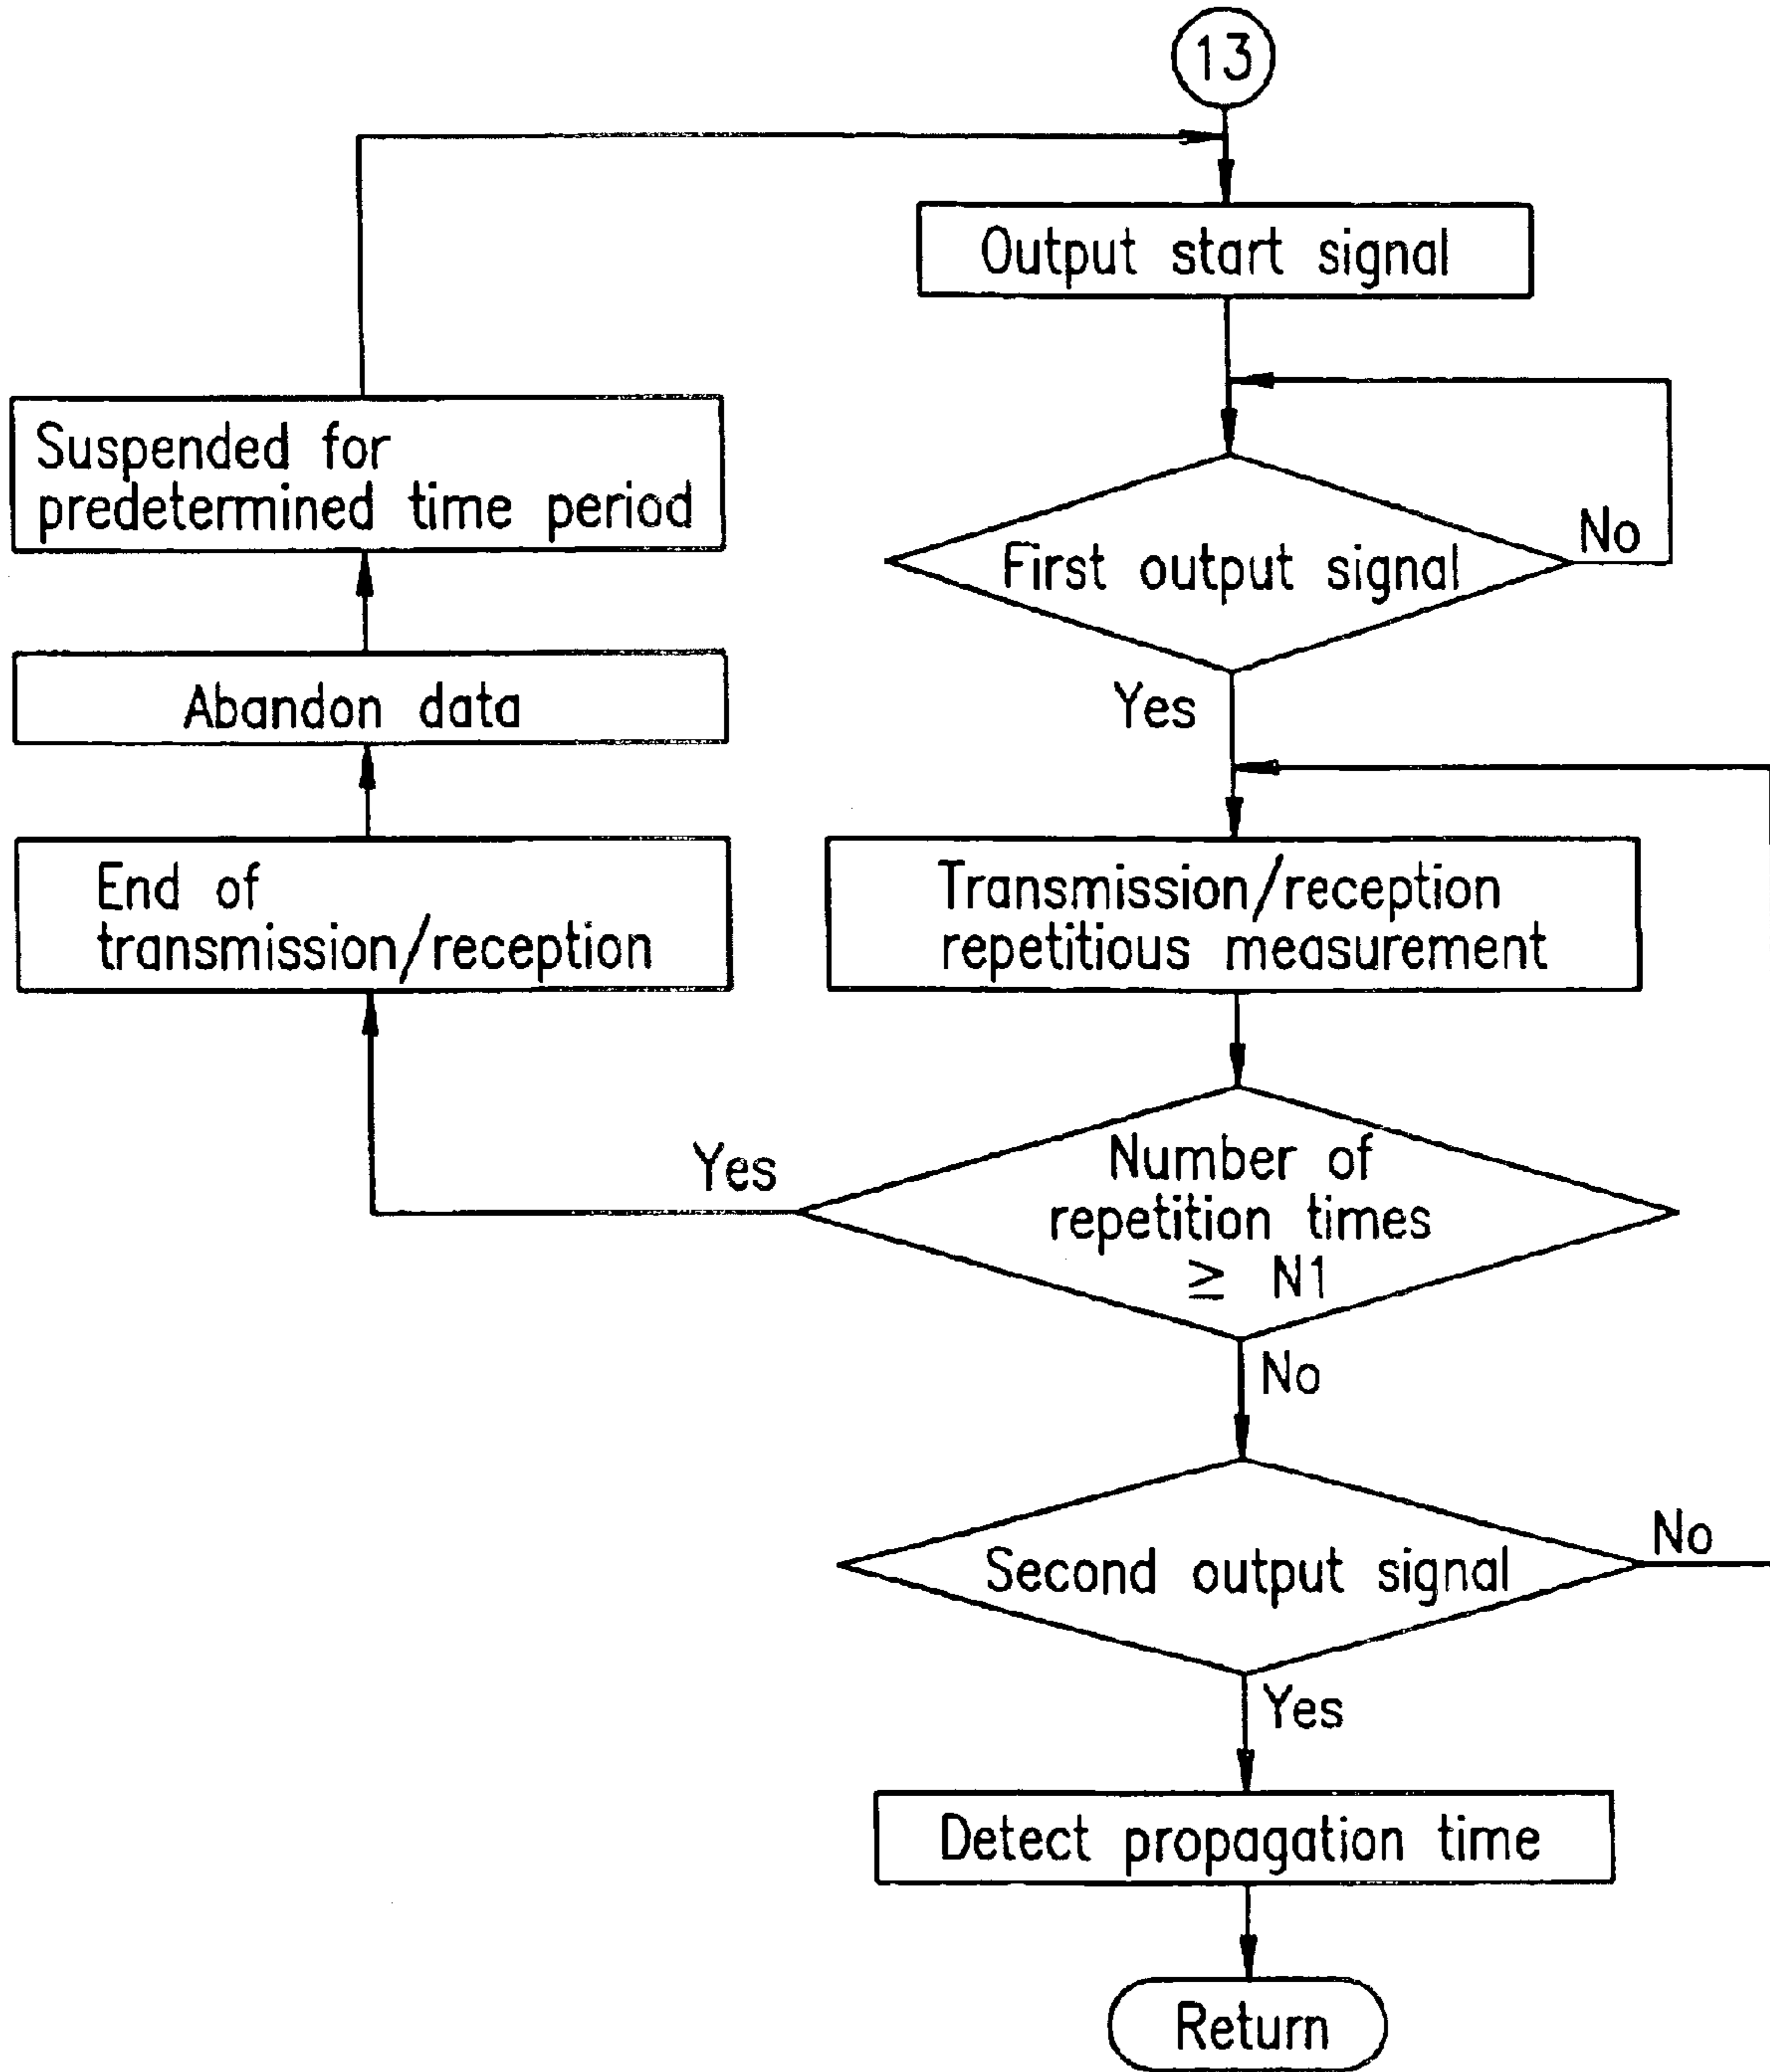 13
Output start signal
Suspended for
predetermined time period
First output signal
No
Yes
Abandon data
End of
transmission/reception
Transmission/reception
repetitious measurement
Yes
Number of
repetition times
≥ N1
No
Second output signal
No
Yes
Detect propagation time
Return